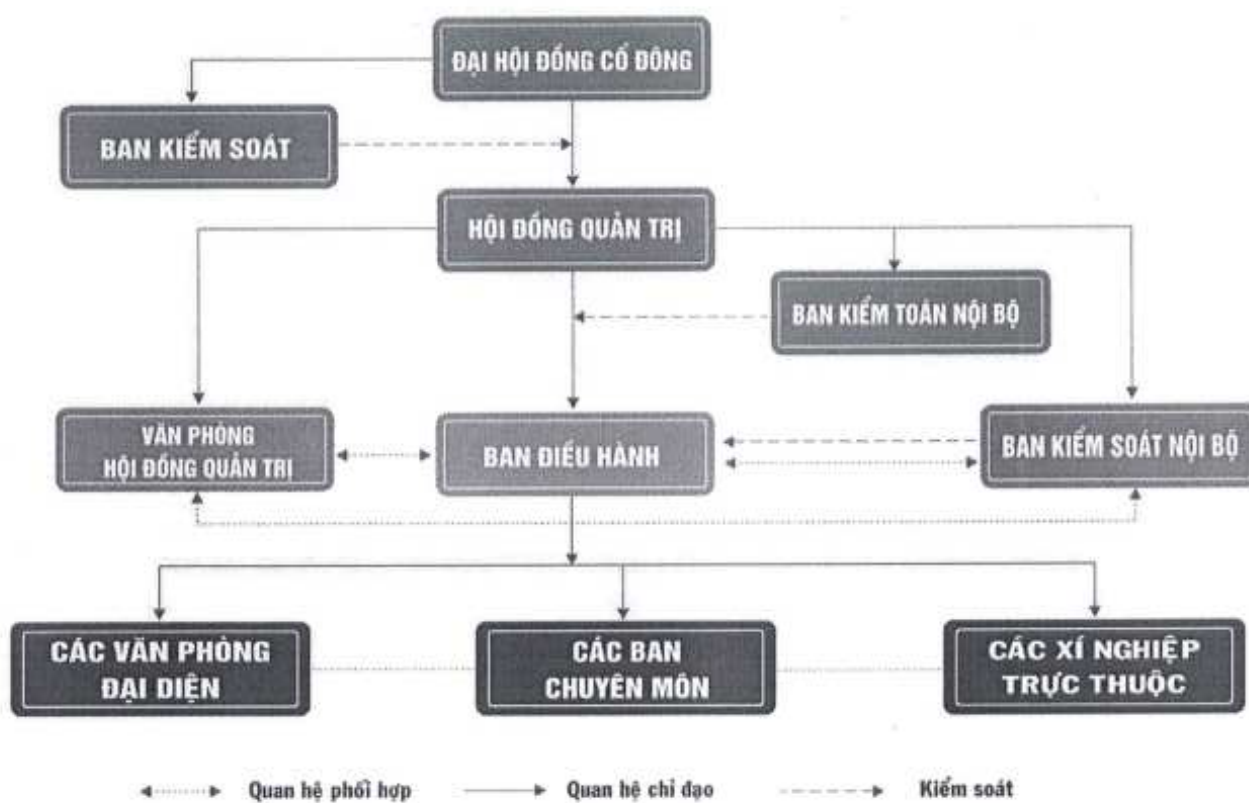 ĐẠI HỘI ĐỒNG CỔ ĐÔNG
BAN KIỂM SOÁT
HỘI ĐỒNG QUẢN TRỊ
BAN KIỂM TOÁN NỘI BỘ
VĂN PHÒNG
HỘI ĐỒNG QUẢN TRỊ
BAN ĐIỀU HÀNH
BAN KIỂM SOÁT NỘI BỘ
CÁC VĂN PHÒNG
ĐẠI DIỆN
CÁC BAN
CHUYÊN MÔN
CÁC XÍ NGHIỆP
TRỰC THUỘC
Quan hệ phối hợp
Quan hệ chỉ đạo
Kiểm soát